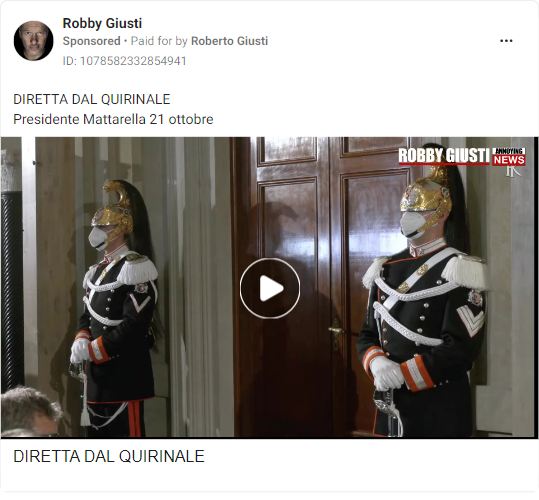 Robby Giusti
Sponsored • Paid for by Roberto Giusti
ID: 1078582332854941
DIRETTA DAL QUIRINALE
Presidente Mattarella 21 ottobre
ROBBY GIUSTI ANNOYING NEWS
DIRETTA DAL QUIRINALE